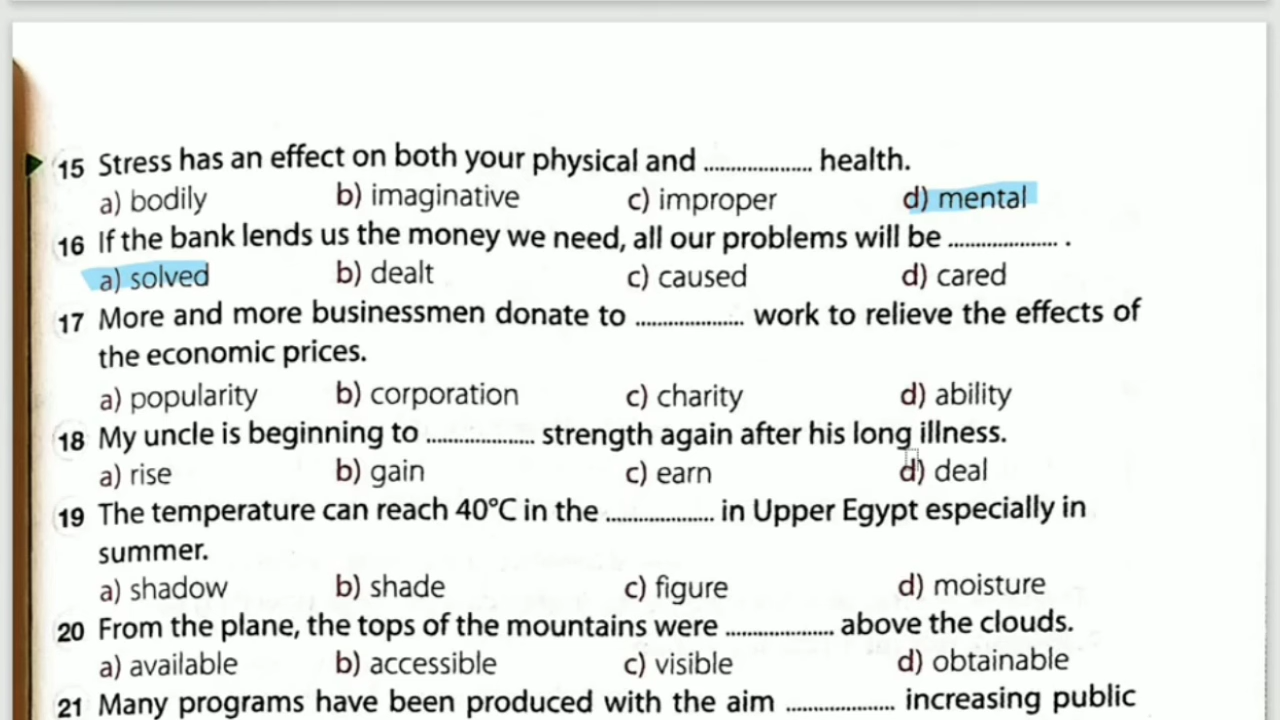 15 Stress has an effect on both your physical and .................. health.
a) bodily b) imaginative c) improper d) mental
16 If the bank lends us the money we need, all our problems will be .................. .
a) solved b) dealt c) caused d) cared
17 More and more businessmen donate to .................. work to relieve the effects of
the economic prices.
a) popularity b) corporation c) charity d) ability
18 My uncle is beginning to .................. strength again after his long illness.
a) rise b) gain c) earn d) deal
19 The temperature can reach 40°C in the .................. in Upper Egypt especially in
summer.
a) shadow b) shade c) figure d) moisture
20 From the plane, the tops of the mountains were .................. above the clouds.
a) available b) accessible c) visible d) obtainable
21 Many programs have been produced with the aim .................. increasing public